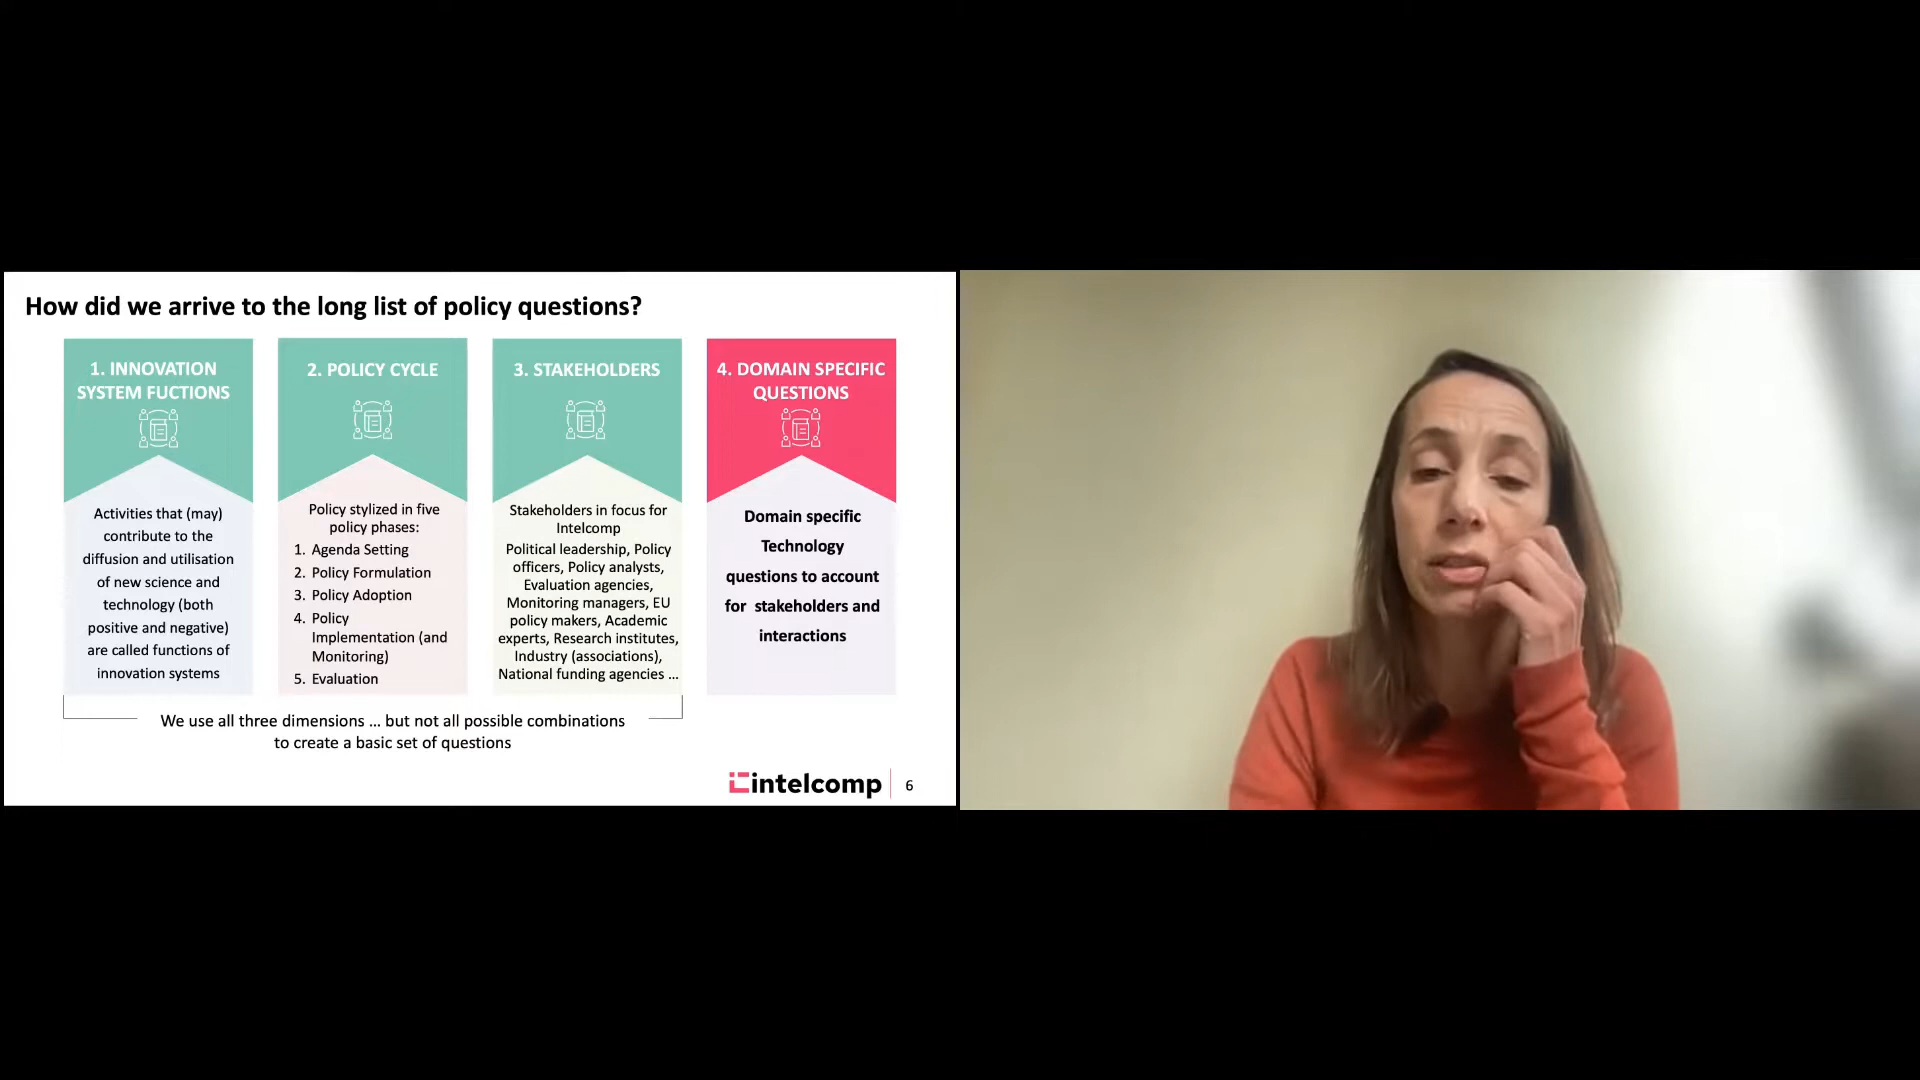 How did we arrive to the long list of policy questions?
1. INNOVATION
SYSTEM FUCTIONS
Activities that (may)
contribute to the
diffusion and utilisation
of new science and
technology (both
positive and negative)
are called functions of
innovation systems
2. POLICY CYCLE
Policy stylized in five
policy phases:
1. Agenda Setting
2. Policy Formulation
3. Policy Adoption
4. Policy
Implementation (and
Monitoring)
5. Evaluation
3. STAKEHOLDERS
Stakeholders in focus for
Intelcomp
Political leadership, Policy
officers, Policy analysts,
Evaluation agencies,
Monitoring managers, EU
policy makers, Academic
experts, Research institutes,
Industry (associations),
National funding agencies ...
4. DOMAIN SPECIFIC
QUESTIONS
Domain specific
Technology
questions to account
for stakeholders and
interactions
We use all three dimensions ... but not all possible combinations
to create a basic set of questions
intelcomp
6